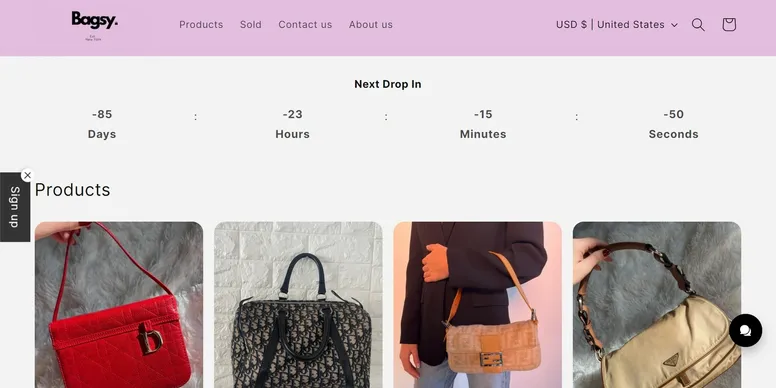 Bagsy.
Products Sold Contact us About us
USD $ | United States
Next Drop In
-85 : -23 : -15 : -50
Days Hours Minutes Seconds
Sign up
Products